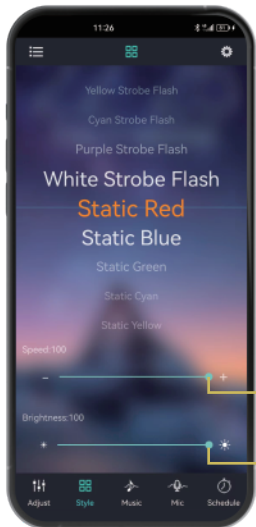 11:26
Yellow Strobe Flash
Cyan Strobe Flash
Purple Strobe Flash
White Strobe Flash
Static Red
Static Blue
Static Green
Static Cyan
Static Yellow
Speed:100
Brightness:100
Adjust Style Music Mic Schedule